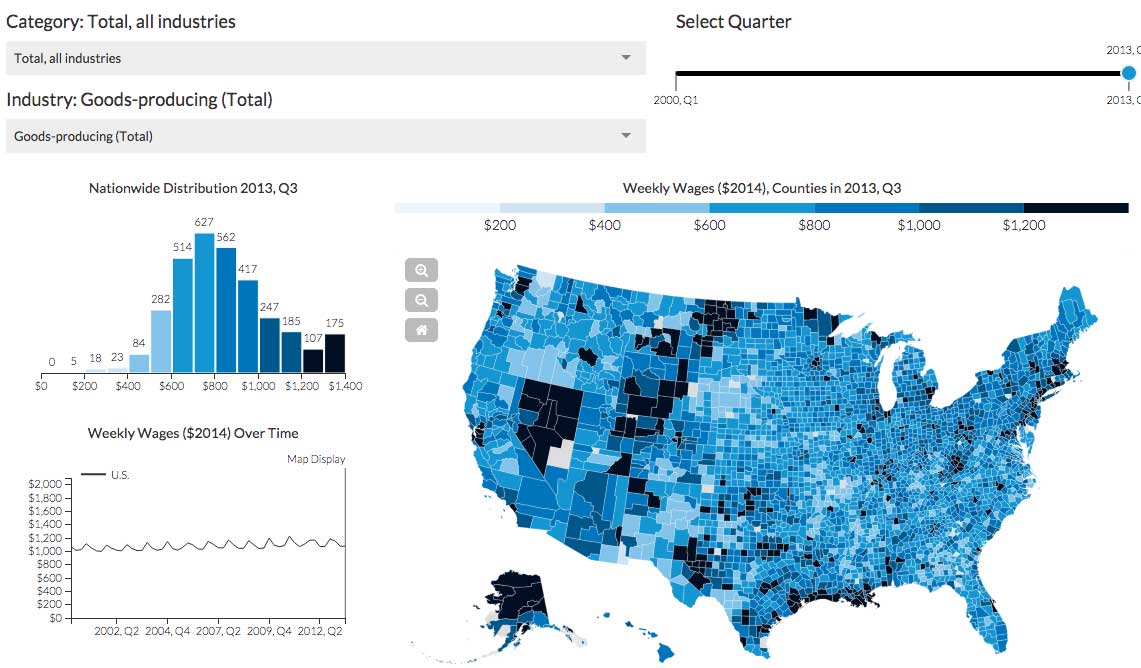 Category: Total, all industries
Total, all industries
Industry: Goods-producing (Total)
Goods-producing (Total)
Select Quarter
2013, Q
2000, Q1
2013, Q
Nationwide Distribution 2013, Q3
0 5 18 23 84 282 514 627 562 417 247 185 107 175
$0 $200 $400 $600 $800 $1,000 $1,200 $1,400
Weekly Wages ($2014), Counties in 2013, Q3
$200 $400 $600 $800 $1,000 $1,200
Weekly Wages ($2014) Over Time
Map Display
U.S.
$2,000
$1,800
$1,600
$1,400
$1,200
$1,000
$800
$600
$400
$200
$0
2002, Q2 2004, Q4 2007, Q2 2009, Q4 2012, Q2